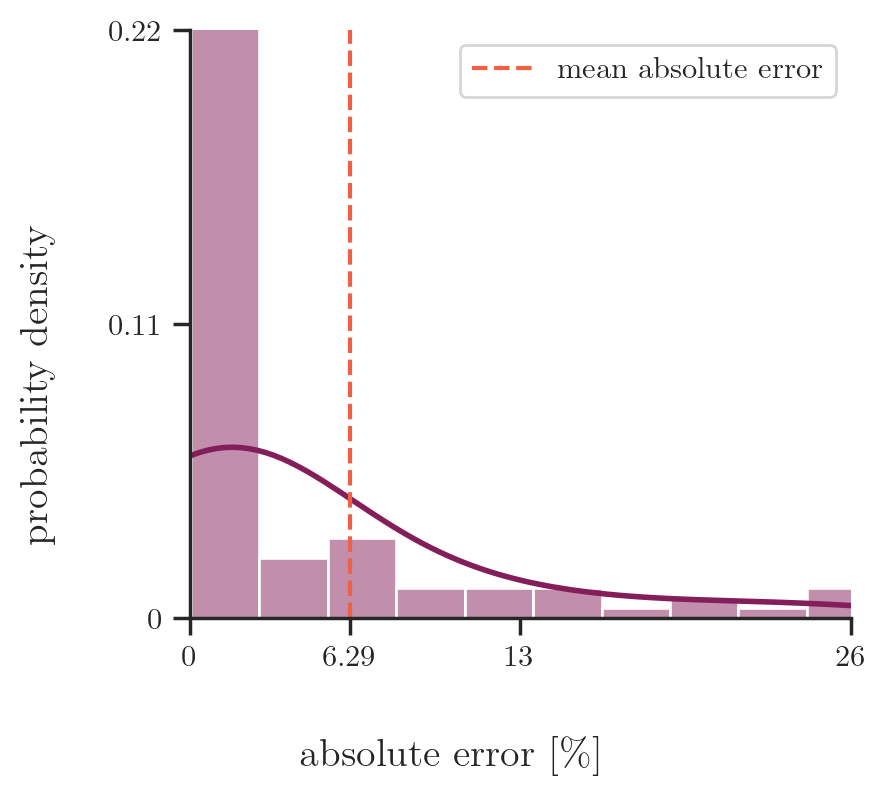 0.22
mean absolute error
probability density
0.11
0
0
6.29
13
26
absolute error [%]